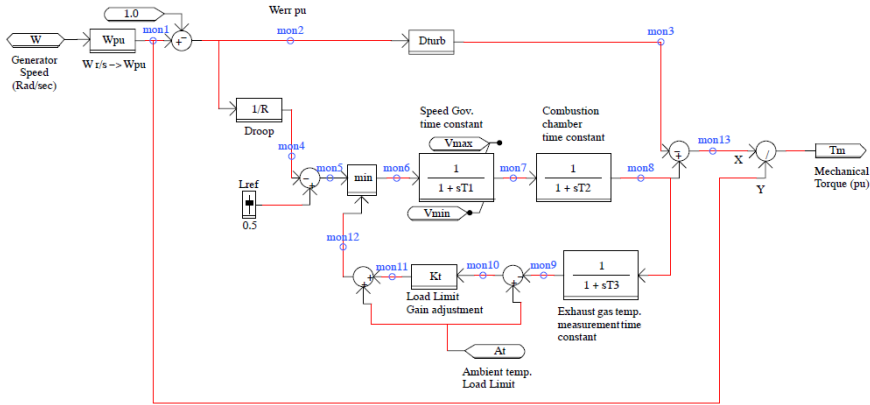 1.0
Werr pu
W
Wpu
mon1
mon2
mon3
Dturb
Generator
Speed
(Rad/sec)
W r/s –> Wpu
1/R
Droop
mon4
Speed Gov.
time constant
Vmax
Combustion
chamber
time constant
mon13
X
/
Tm
Mechanical
Torque (pu)
Y
mon5
min
mon6
1
1 + sT1
mon7
1
1 + sT2
mon8
Lref
0.5
Vmin
mon12
mon11
Kt
mon10
mon9
1
1 + sT3
Load Limit
Gain adjustment
Exhaust gas temp.
measurement time
constant
At
Ambient temp.
Load Limit